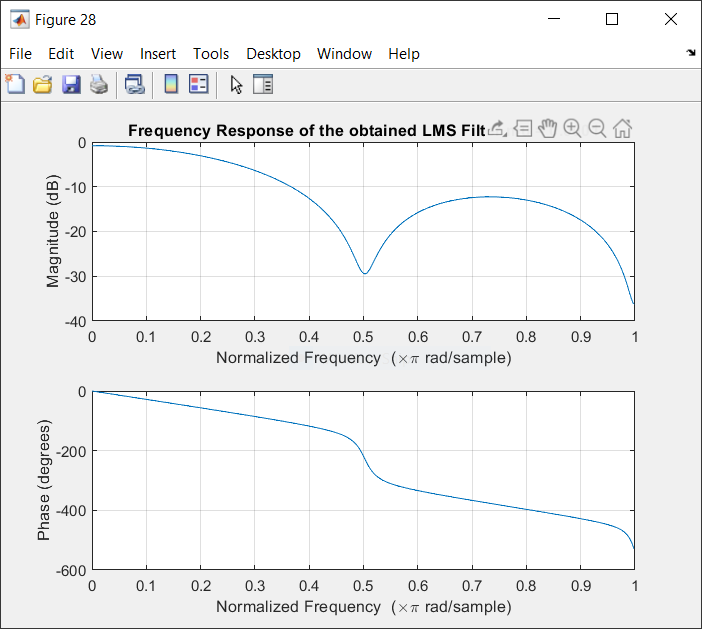 Figure 28
File Edit View Insert Tools Desktop Window Help
Frequency Response of the obtained LMS Filt
0
-10
-20
-30
-40
Magnitude (dB)
0 0.1 0.2 0.3 0.4 0.5 0.6 0.7 0.8 0.9 1
Normalized Frequency (×π rad/sample)
0
-200
-400
-600
Phase (degrees)
0 0.1 0.2 0.3 0.4 0.5 0.6 0.7 0.8 0.9 1
Normalized Frequency (×π rad/sample)